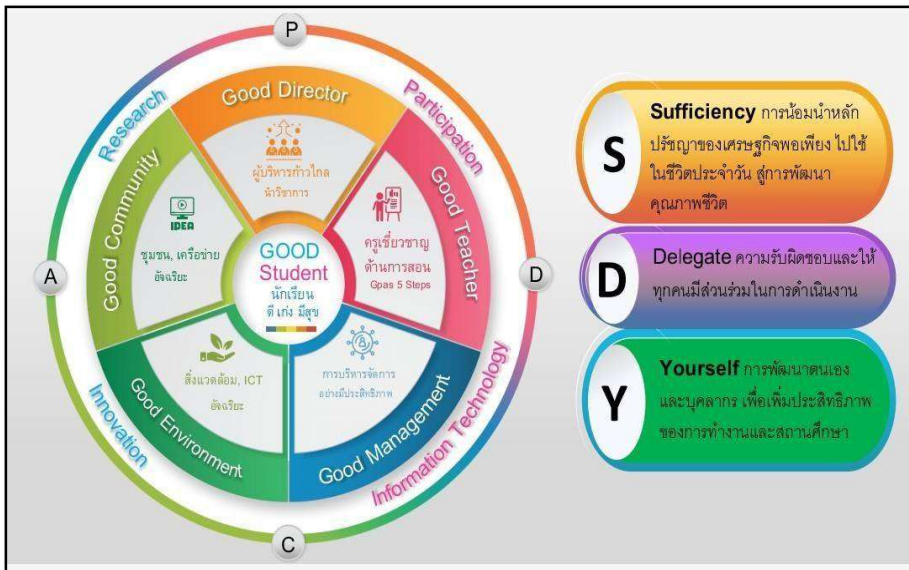 P
Research
Participation
Good Director
ผู้บริหารก้าวไกล
นำวิชาการ
Good Community
IDEA
ชุมชน, เครือข่าย
อัจฉริยะ
Good Teacher
ครูเชี่ยวชาญ
ด้านการสอน
Gpas 5 Steps
GOOD
Student
นักเรียน
ดี เก่ง มีสุข
A
D
สิ่งแวดล้อม, ICT
อัจฉริยะ
Good Environment
การบริหารจัดการ
อย่างมีประสิทธิภาพ
Good Management
Innovation
Information Technology
C
S
Sufficiency การน้อมนำหลัก
ปรัชญาของเศรษฐกิจพอเพียง ไปใช้
ในชีวิตประจำวัน สู่การพัฒนา
คุณภาพชีวิต
D
Delegate ความรับผิดชอบและให้
ทุกคนมีส่วนร่วมในการดำเนินงาน
Y
Yourself การพัฒนาตนเอง
และบุคลากร เพื่อเพิ่มประสิทธิภาพ
ของการทำงานและสถานศึกษา